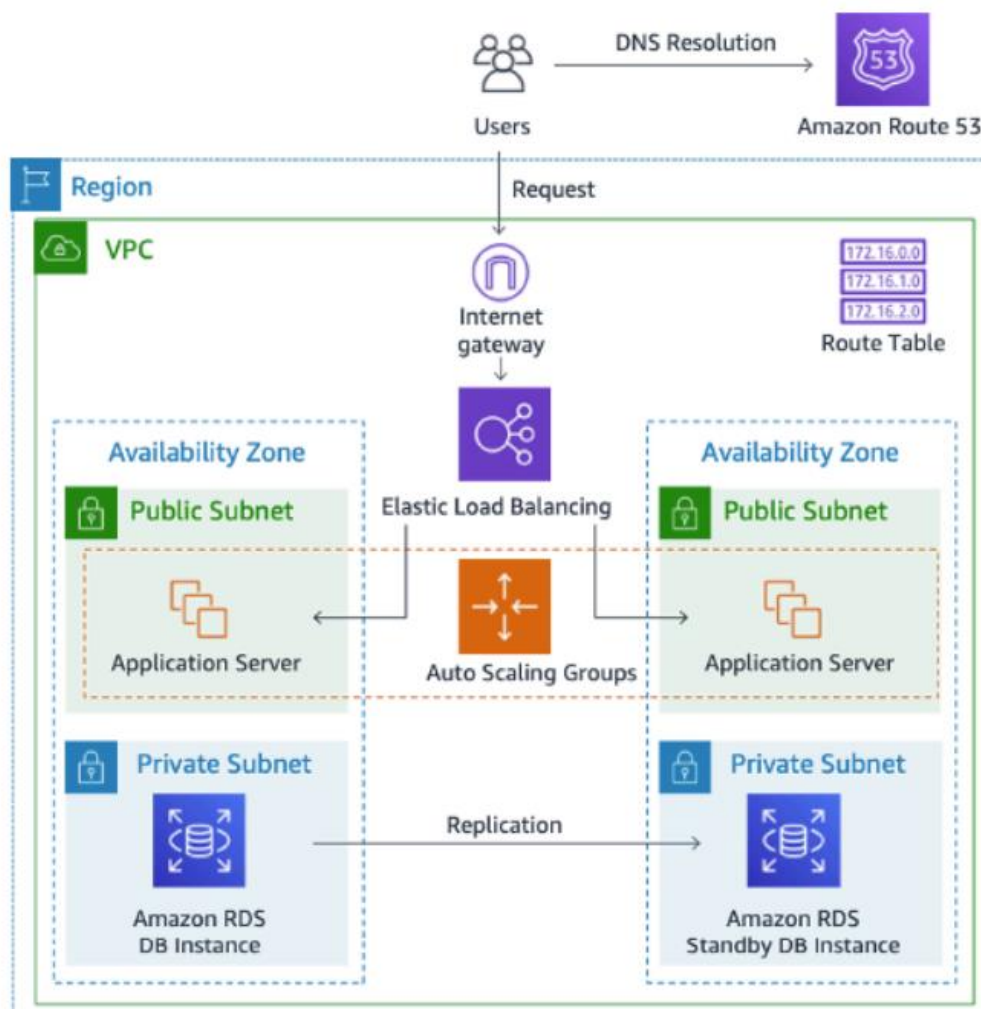 DNS Resolution
53
Users
Amazon Route 53
Region
Request
VPC
172.16.0.0
172.16.1.0
172.16.2.0
Internet
gateway
Route Table
Availability Zone
Availability Zone
Public Subnet
Elastic Load Balancing
Public Subnet
Application Server
Auto Scaling Groups
Application Server
Private Subnet
Private Subnet
Replication
Amazon RDS
DB Instance
Amazon RDS
Standby DB Instance